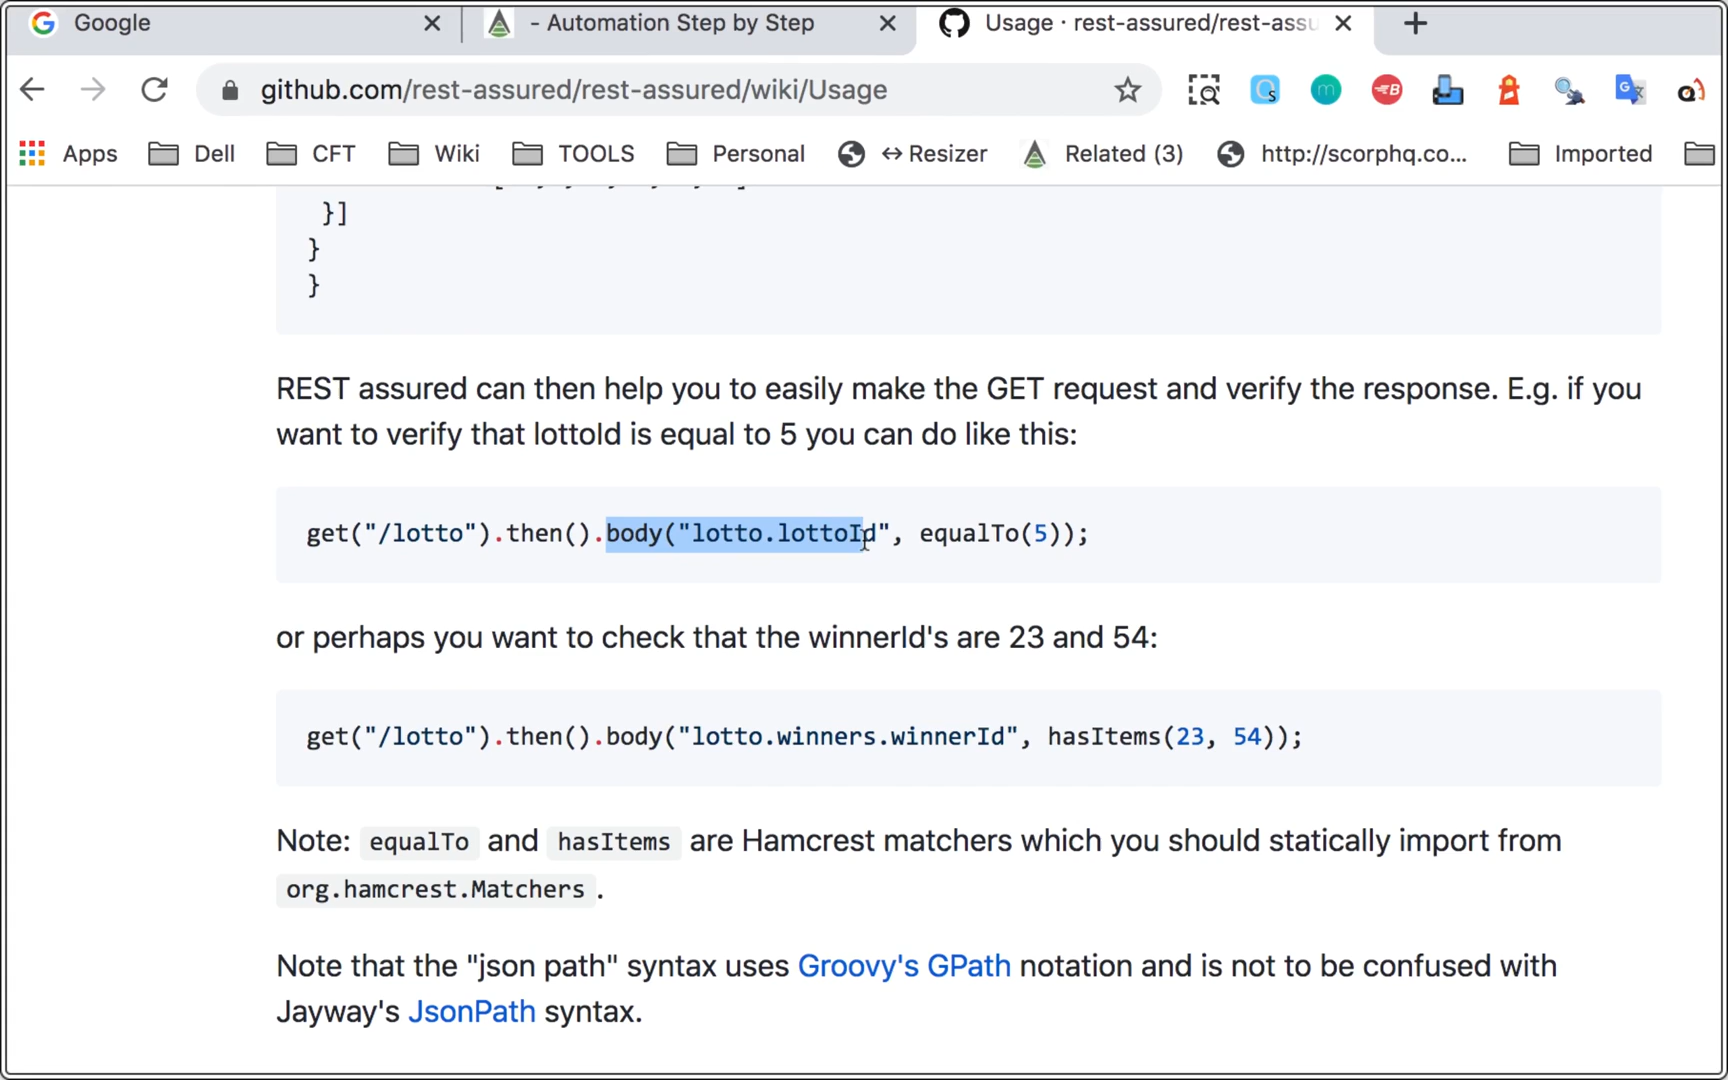 Google
- Automation Step by Step
Usage · rest-assured/rest-assu
github.com/rest-assured/rest-assured/wiki/Usage
Apps
Dell
CFT
Wiki
TOOLS
Personal
↔ Resizer
Related (3)
http://scorphq.co...
Imported
}]
}
}
REST assured can then help you to easily make the GET request and verify the response. E.g. if you
want to verify that lottoId is equal to 5 you can do like this:
get("/lotto").then().body("lotto.lottoId", equalTo(5));
or perhaps you want to check that the winnerId's are 23 and 54:
get("/lotto").then().body("lotto.winners.winnerId", hasItems(23, 54));
Note: equalTo and hasItems are Hamcrest matchers which you should statically import from
org.hamcrest.Matchers.
Note that the "json path" syntax uses Groovy's GPath notation and is not to be confused with
Jayway's JsonPath syntax.